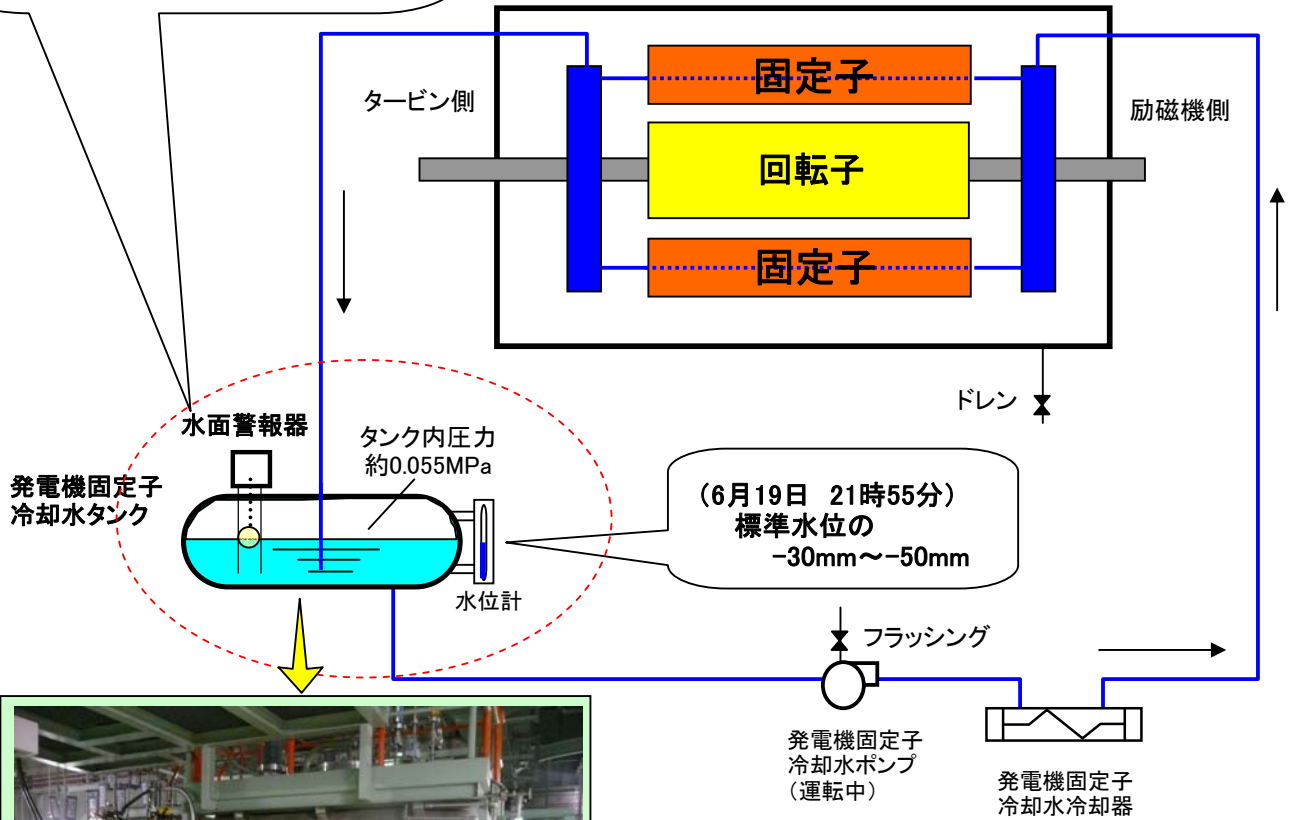 固定子
タービン側
励磁機側
回転子
固定子
ドレン
水面警報器
タンク内圧力
約0.055MPa
発電機固定子
冷却水タンク
(6月19日 21時55分)
標準水位の
-30mm~-50mm
水位計
フラッシング
発電機固定子
冷却水ポンプ
(運転中)
発電機固定子
冷却水冷却器